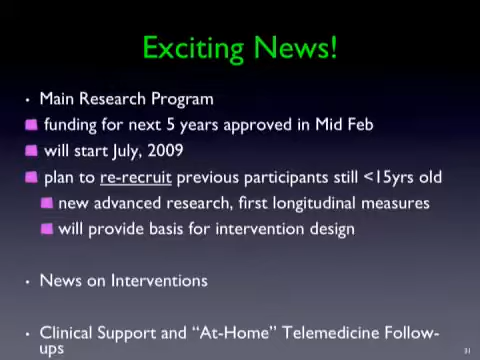 Exciting News!
• Main Research Program
funding for next 5 years approved in Mid Feb
will start July, 2009
plan to re-recruit previous participants still <15yrs old
new advanced research, first longitudinal measures
will provide basis for intervention design
• News on Interventions
• Clinical Support and “At-Home” Telemedicine Follow-
ups
31